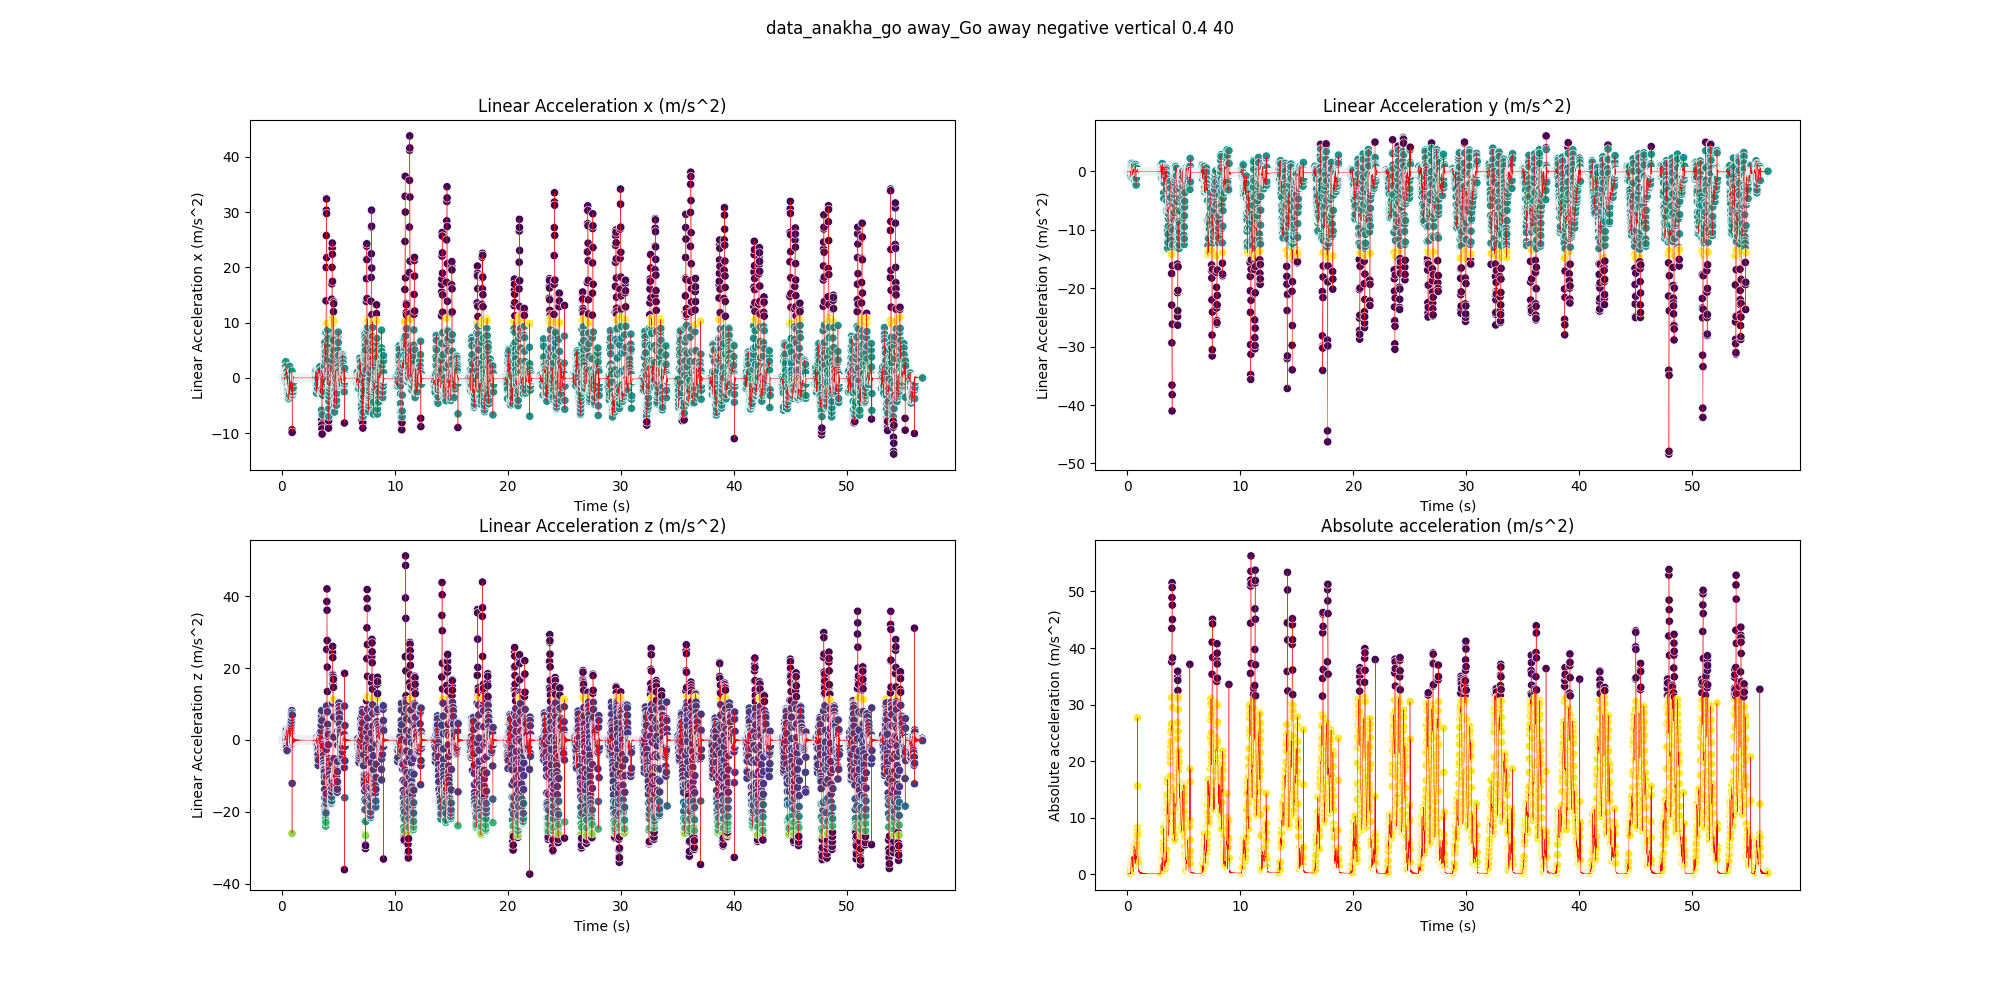 data_anakha_go away_Go away negative vertical 0.4 40
Linear Acceleration x (m/s^2)
Linear Acceleration x (m/s^2)
40
30
20
10
0
−10
0 10 20 30 40 50
Time (s)
Linear Acceleration y (m/s^2)
Linear Acceleration y (m/s^2)
0
−10
−20
−30
−40
−50
0 10 20 30 40 50
Time (s)
Linear Acceleration z (m/s^2)
Linear Acceleration z (m/s^2)
40
20
0
−20
−40
0 10 20 30 40 50
Time (s)
Absolute acceleration (m/s^2)
Absolute acceleration (m/s^2)
50
40
30
20
10
0
0 10 20 30 40 50
Time (s)